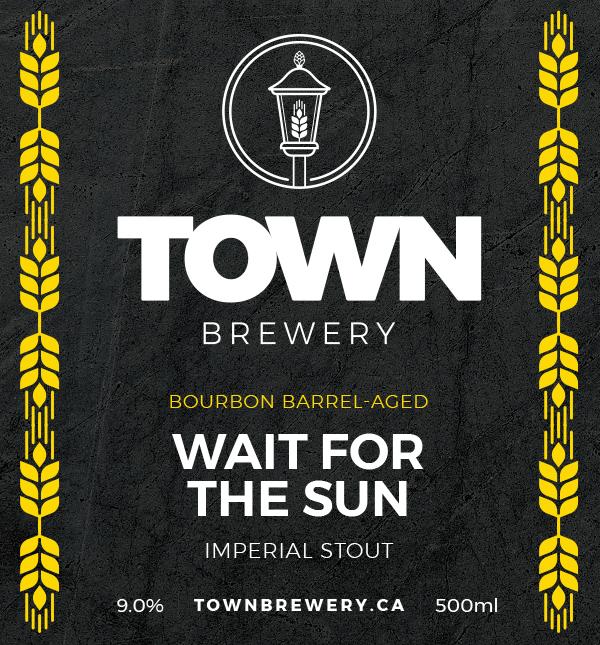 TOWN
BREWERY
BOURBON BARREL-AGED
WAIT FOR
THE SUN
IMPERIAL STOUT
9.0% TOWNBREWERY.CA 500ml